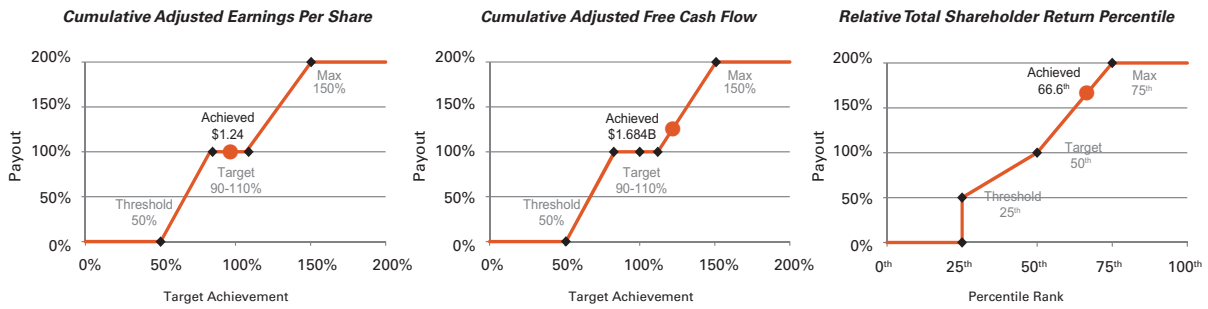 Cumulative Adjusted Earnings Per Share
200%
150%
100%
50%
0%
Payout
Max
150%
Achieved
$1.24
Target
90-110%
Threshold
50%
0%
50%
100%
150%
200%
Target Achievement
Cumulative Adjusted Free Cash Flow
200%
150%
100%
50%
0%
Payout
Max
150%
Achieved
$1.684B
Target
90-110%
Threshold
50%
0%
50%
100%
150%
200%
Target Achievement
Relative Total Shareholder Return Percentile
200%
150%
100%
50%
0%
Payout
Achieved
66.6th
Max
75th
Target
50th
Threshold
25th
0th
25th
50th
75th
100th
Percentile Rank